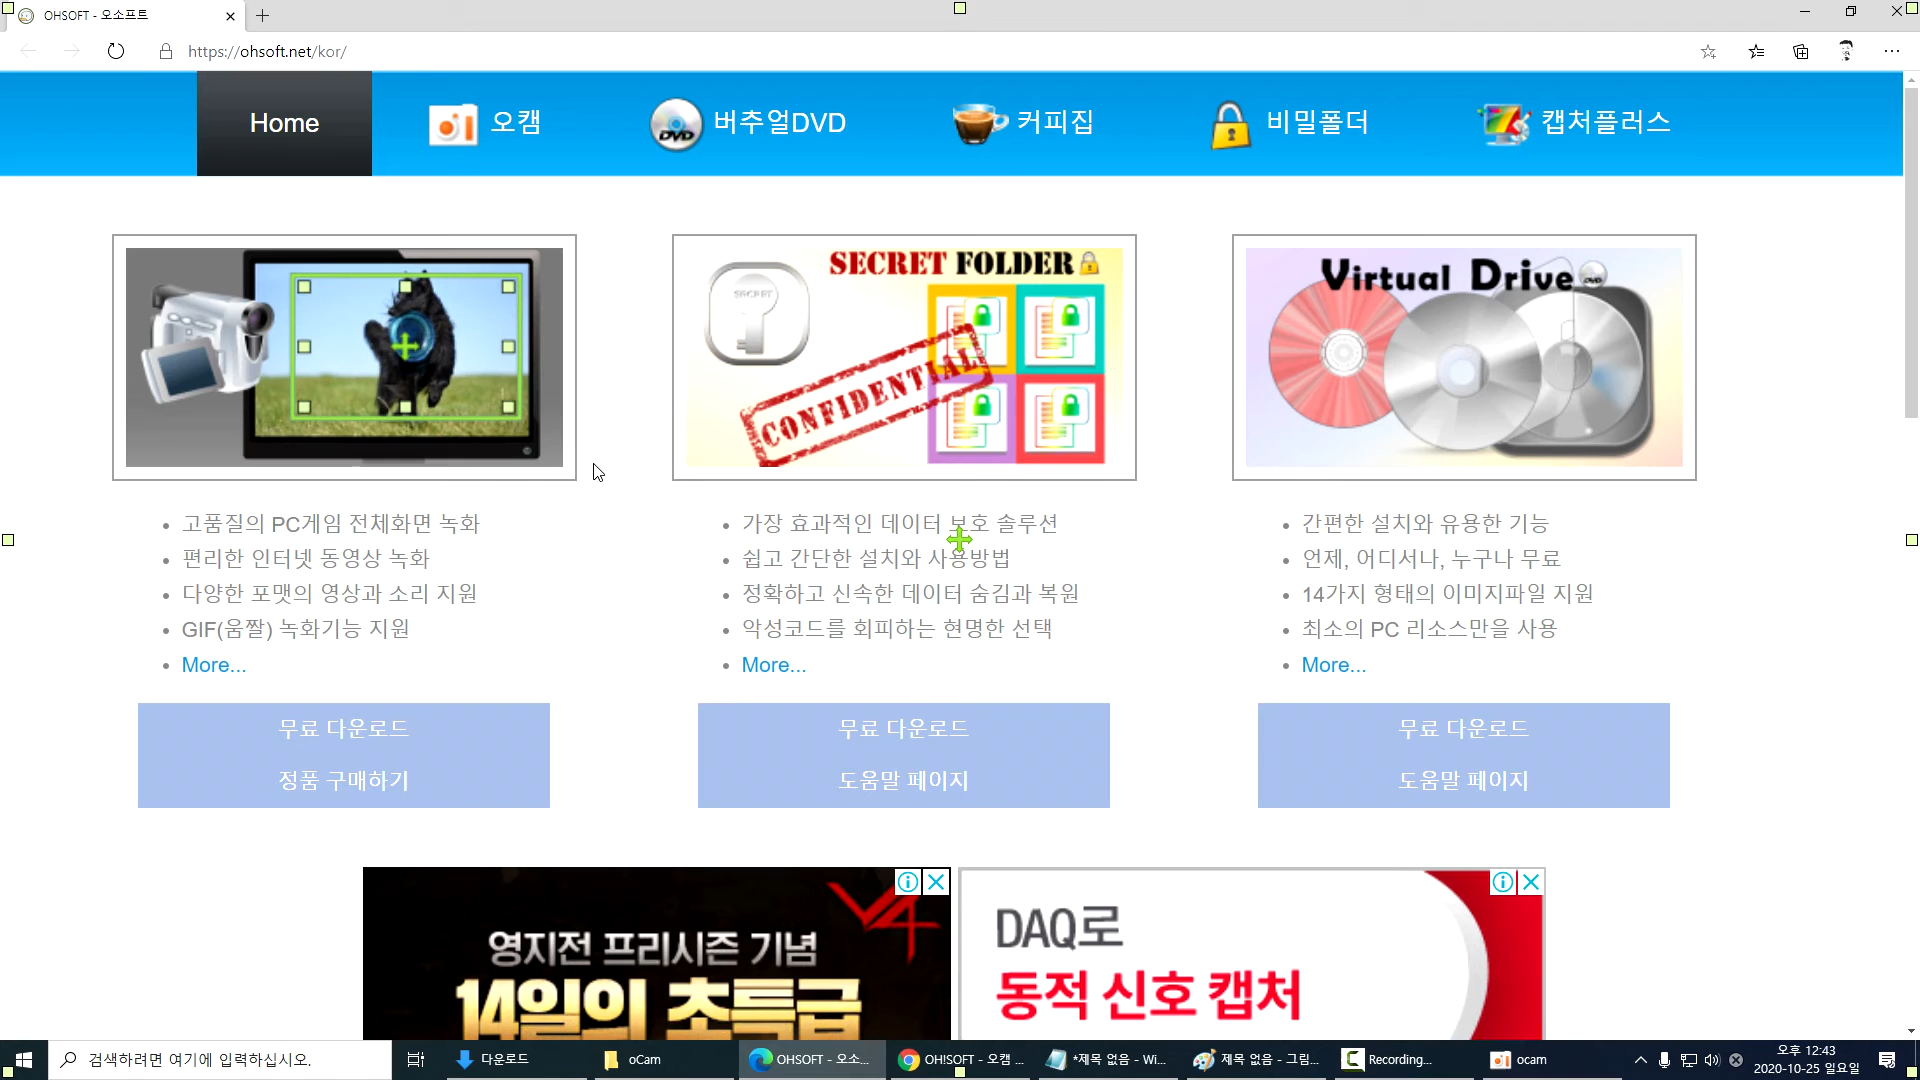 OHSOFT - 오소프트
https://ohsoft.net/kor/
Home
오캠
DVD
버추얼DVD
커피집
비밀폴더
캡처플러스
SECRET FOLDER
SECRET
CONFIDENTIAL
Virtual Drive
고품질의 PC게임 전체화면 녹화
편리한 인터넷 동영상 녹화
다양한 포맷의 영상과 소리 지원
GIF(움짤) 녹화기능 지원
More...
무료 다운로드
정품 구매하기
가장 효과적인 데이터 보호 솔루션
쉽고 간단한 설치와 사용방법
정확하고 신속한 데이터 숨김과 복원
악성코드를 회피하는 현명한 선택
More...
무료 다운로드
도움말 페이지
간편한 설치와 유용한 기능
언제, 어디서나, 누구나 무료
14가지 형태의 이미지파일 지원
최소의 PC 리소스만을 사용
More...
무료 다운로드
도움말 페이지
V4
영지전 프리시즌 기념
14일의 초특급
DAQ로
동적 신호 캡처
검색하려면 여기에 입력하십시오.
다운로드
oCam
OHSOFT - 오소...
OH!SOFT - 오캠 ...
*제목 없음 - Wi...
제목 없음 - 그림...
Recording...
ocam
오후 12:43
2020-10-25 일요일